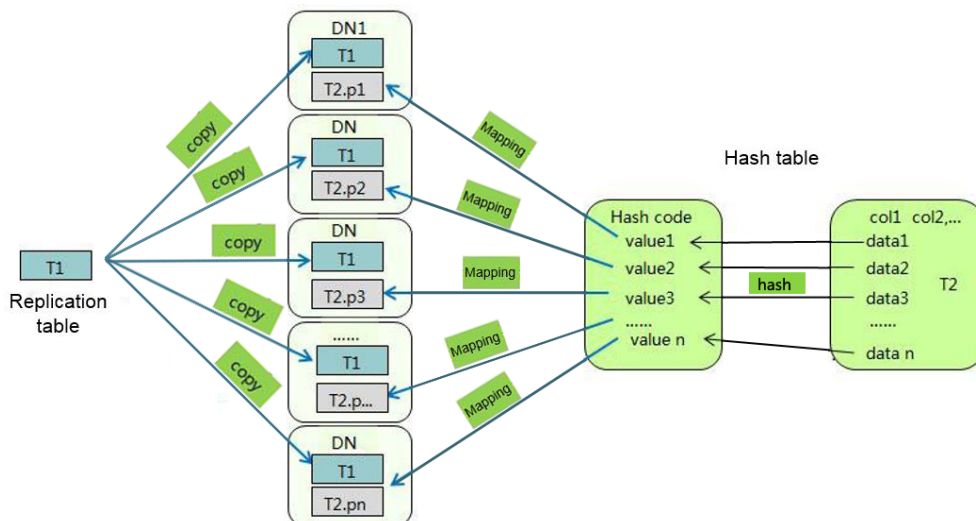 T1
Replication
table
copy
copy
copy
copy
copy
DN1
T1
T2.p1
DN
T1
T2.p2
DN
T1
T2.p3
......
T1
T2.p...
DN
T1
T2.pn
Mapping
Mapping
Mapping
Mapping
Mapping
Hash table
Hash code
value1
value2
value3
......
value n
hash
col1 col2,...
data1
data2
data3
......
data n
T2